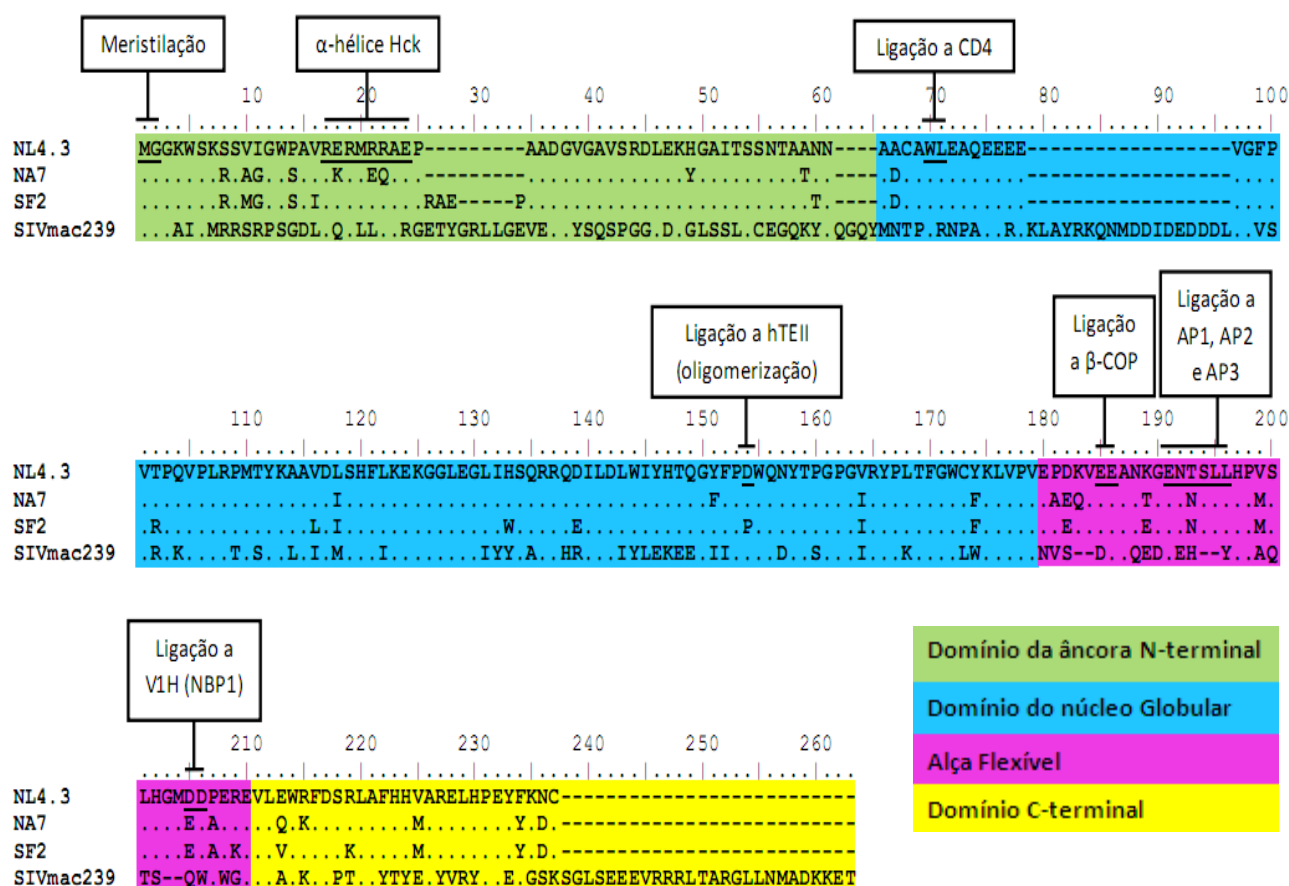 Meristilação
α-hélice Hck
Ligação a CD4
10 20 30 40 50 60 70 80 90 100
NL4.3 MGGKWSKSSVIGWPAVRERMRRAEP---------AADGVGAVSRDLEKHGAITSSNTAANN----AACAWLEAQEEEE------------------VGFP
NA7 .......R.AG..S...K..EQ...---------..............Y.........F..----.D...........------------------....
SF2 .......R.MG..S.I.........RAE-----P.........................T.----.D...........------------------....
SIVmac239 ...AI.MRRSRPSGDL.Q.LL..RGETYGRLLGEVE..YSQSPGG.D.GLSSL.CEGQKY.QGQYMNTP.RNPA..R.KLAYRKQNMDDIDEDDDL..VS
Ligação a hTEII
(oligomerização)
Ligação
a β-COP
Ligação a
AP1, AP2
e AP3
110 120 130 140 150 160 170 180 190 200
NL4.3 VTPQVPLRPMTYKAAVDLSHFLKEKGGLEGLIHSQRRQDILDLWIYHTQGYFPDWQNYTPGPGVRYPLTFGWCYKLVPVEPDKVEEANKGENTSLLHPVS
NA7 .................I................................F............I.........F......AEQ.....T...N.....M.
SF2 .R.............L.I..............W.....E..............P.........I.........F.......E......E...N.....M.
SIVmac239 .R.K....T.S..L.I.M...I........IYY.A..HR...IYLEKEE.II....D..S...I...K....LW.....NVS--D..QED.EH--Y..AQ
Ligação a
V1H (NBP1)
210 220 230 240 250 260
NL4.3 LHGMDDPEREVLEWRFDSRLAFHHVARELHPEYFKNC--------------------------
NA7 ....E.A.....Q.K.........M........Y.D.--------------------------
SF2 ....E.A.K...V.....K.....M........Y.D.--------------------------
SIVmac239 TS--QW.WG...A.K..PT..YTYE.YVRY..E.GSKSGLSEEEVRRRLTARGLLNMADKKET
Domínio da âncora N-terminal
Domínio do núcleo Globular
Alça Flexível
Domínio C-terminal